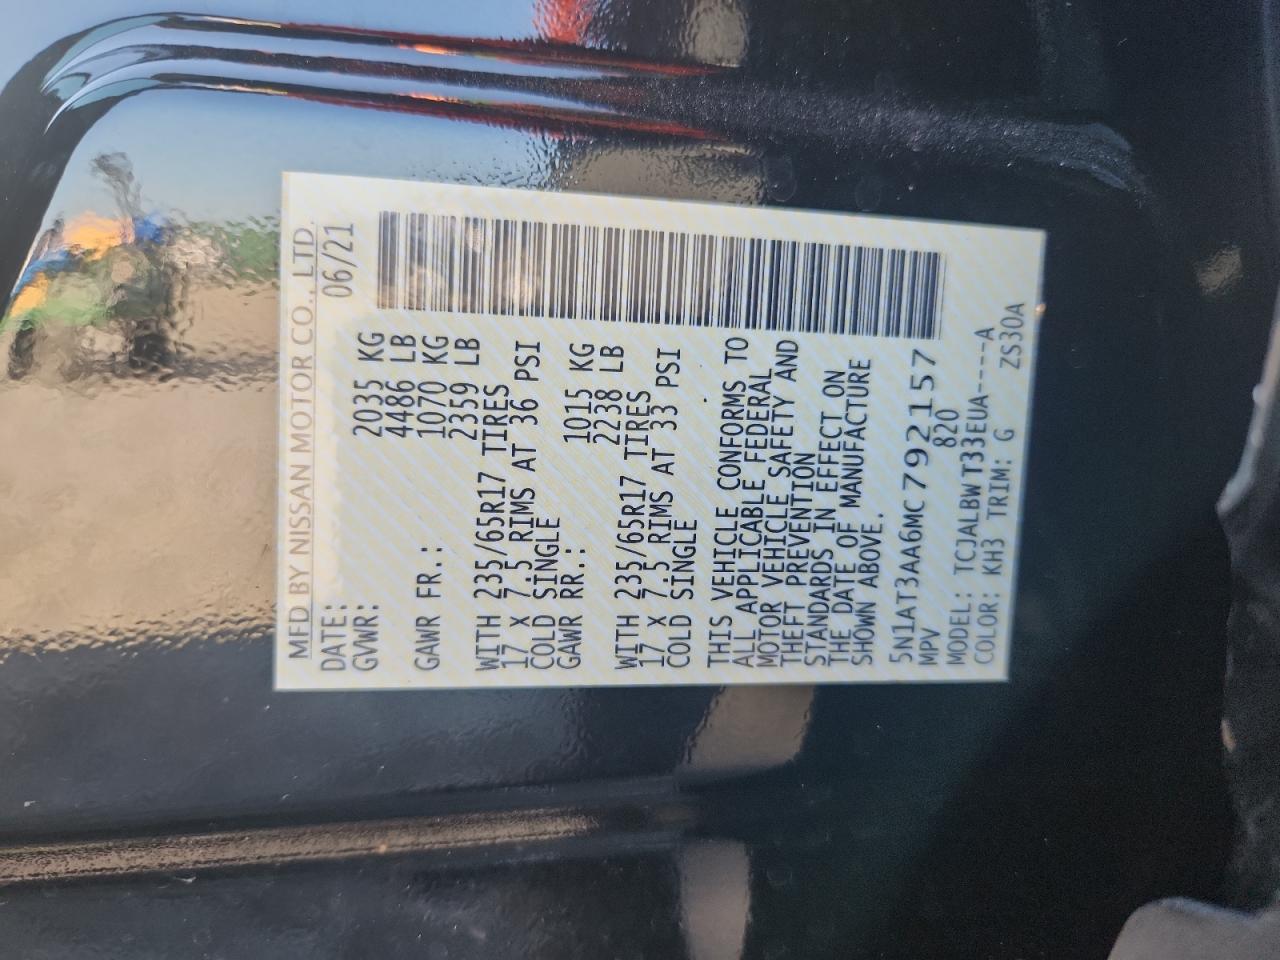 MFD BY NISSAN MOTOR CO., LTD.
DATE: 06/21
GVWR: 2035 KG
4486 LB
GAWR FR.: 1070 KG
2359 LB
WITH 235/65R17 TIRES
17 x 7.5 RIMS AT 36 PSI
COLD SINGLE
GAWR RR.: 1015 KG
2238 LB
WITH 235/65R17 TIRES
17 x 7.5 RIMS AT 33 PSI
COLD SINGLE
THIS VEHICLE CONFORMS TO
ALL APPLICABLE FEDERAL
MOTOR VEHICLE SAFETY AND
THEFT PREVENTION
STANDARDS IN EFFECT ON
THE DATE OF MANUFACTURE
SHOWN ABOVE.
5N1AT3AA6MC792157
MPV 820
MODEL: TCJALBWT33EUA----A
COLOR: KH3 TRIM: G ZS30A